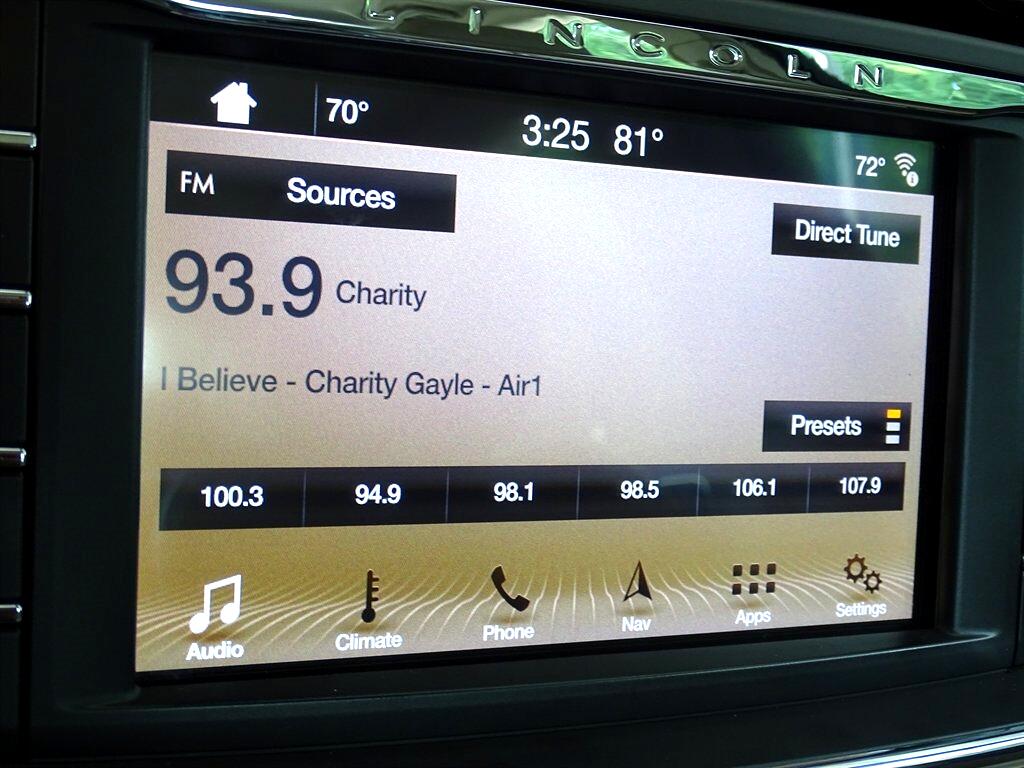 LINCOLN
70° 3:25 81° 72°
FM Sources
Direct Tune
93.9 Charity
I Believe - Charity Gayle - Air1
Presets
100.3 94.9 98.1 98.5 106.1 107.9
Audio Climate Phone Nav Apps Settings